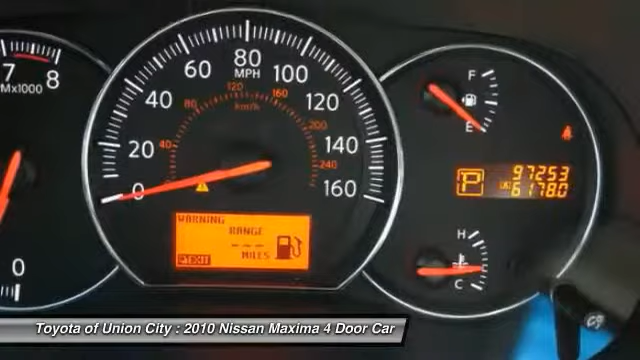 7
8
Mx1000
0
0
20
40
60
80
100
120
140
160
MPH
40
80
120
160
200
240
km/h
WARNING
RANGE
---
MILES
EXIT
F
E
P
97253
61780
H
C
Toyota of Union City : 2010 Nissan Maxima 4 Door Car